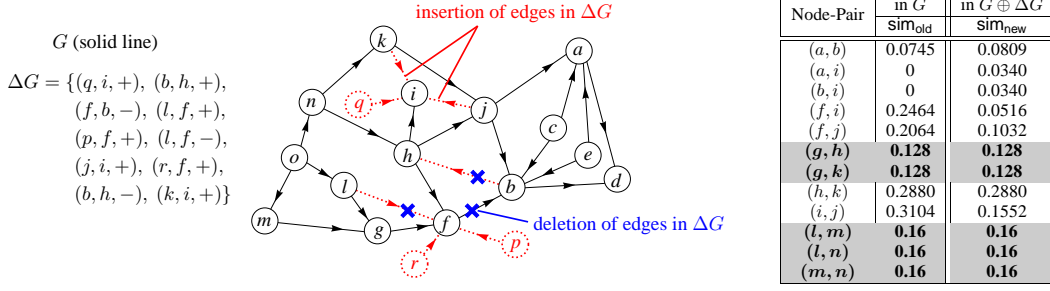 G (solid line)
ΔG = {(q, i, +), (b, h, +),
(f, b, −), (l, f, +),
(p, f, +), (l, f, −),
(j, i, +), (r, f, +),
(b, h, −), (k, i, +)}
insertion of edges in ΔG
k
a
q
i
j
n
c
h
e
o
l
b
d
m
g
f
p
r
deletion of edges in ΔG
Node-Pair in G in G ⊕ ΔG
sim_old sim_new
(a, b) 0.0745 0.0809
(a, i) 0 0.0340
(b, i) 0 0.0340
(f, i) 0.2464 0.0516
(f, j) 0.2064 0.1032
(g, h) 0.128 0.128
(g, k) 0.128 0.128
(h, k) 0.2880 0.2880
(i, j) 0.3104 0.1552
(l, m) 0.16 0.16
(l, n) 0.16 0.16
(m, n) 0.16 0.16